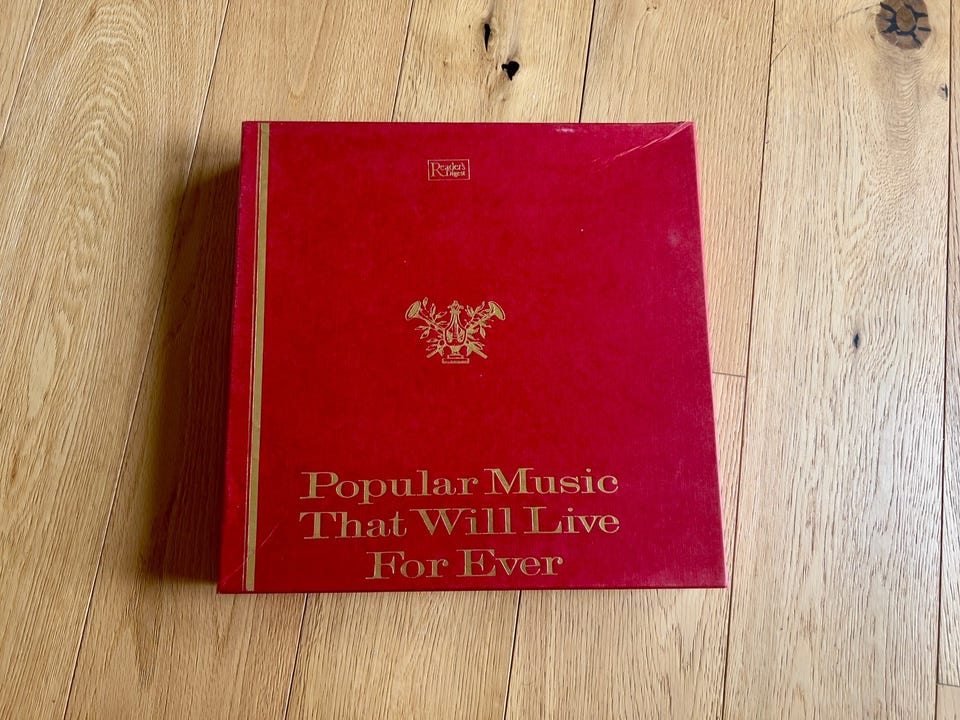 Reader's
Digest
Popular Music
That Will Live
For Ever